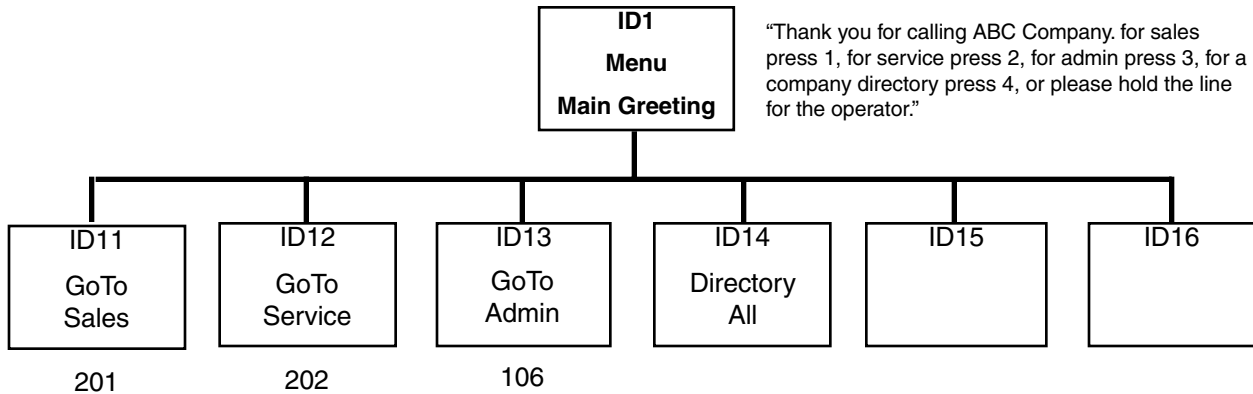 ID1
Menu
Main Greeting
“Thank you for calling ABC Company. for sales
press 1, for service press 2, for admin press 3, for a
company directory press 4, or please hold the line
for the operator.”
ID11
GoTo
Sales
201
ID12
GoTo
Service
202
ID13
GoTo
Admin
106
ID14
Directory
All
ID15
ID16